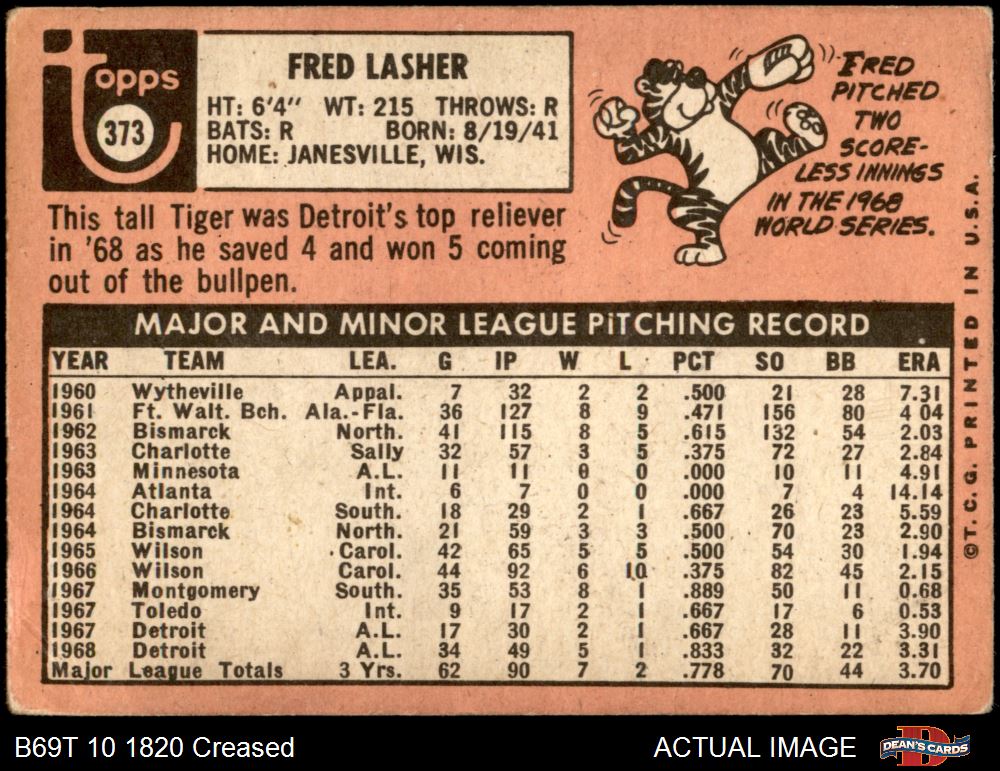 topps
373
FRED LASHER
HT: 6'4" WT: 215 THROWS: R
BATS: R BORN: 8/19/41
HOME: JANESVILLE, WIS.
FRED
PITCHED
TWO
SCORE-
LESS INNINGS
IN THE 1968
WORLD SERIES.
This tall Tiger was Detroit's top reliever
in '68 as he saved 4 and won 5 coming
out of the bullpen.
MAJOR AND MINOR LEAGUE PITCHING RECORD
YEAR TEAM LEA. G IP W L PCT SO BB ERA
1960 Wytheville Appal. 7 32 2 2 .500 21 28 7.31
1961 Ft. Walt. Bch. Ala.-Fla. 36 127 8 9 .471 156 80 4 04
1962 Bismarck North. 41 115 8 5 .615 132 54 2.03
1963 Charlotte Sally 32 57 3 5 .375 72 27 2.84
1963 Minnesota A.L. 11 11 0 0 .000 10 11 4.91
1964 Atlanta Int. 6 7 0 0 .000 7 4 14.14
1964 Charlotte South. 18 29 2 1 .667 26 23 5.59
1964 Bismarck North. 21 59 3 3 .500 70 23 2.90
1965 Wilson Carol. 42 65 5 5 .500 54 30 1.94
1966 Wilson Carol. 44 92 6 10 .375 82 45 2.15
1967 Montgomery South. 35 53 8 1 .889 50 11 0.68
1967 Toledo Int. 9 17 2 1 .667 17 6 0.53
1967 Detroit A.L. 17 30 2 1 .667 28 11 3.90
1968 Detroit A.L. 34 49 5 1 .833 32 22 3.31
Major League Totals 3 Yrs. 62 90 7 2 .778 70 44 3.70
©T.C.G. PRINTED IN U.S.A.
B69T 10 1820 Creased
ACTUAL IMAGE
DEAN'S CARDS